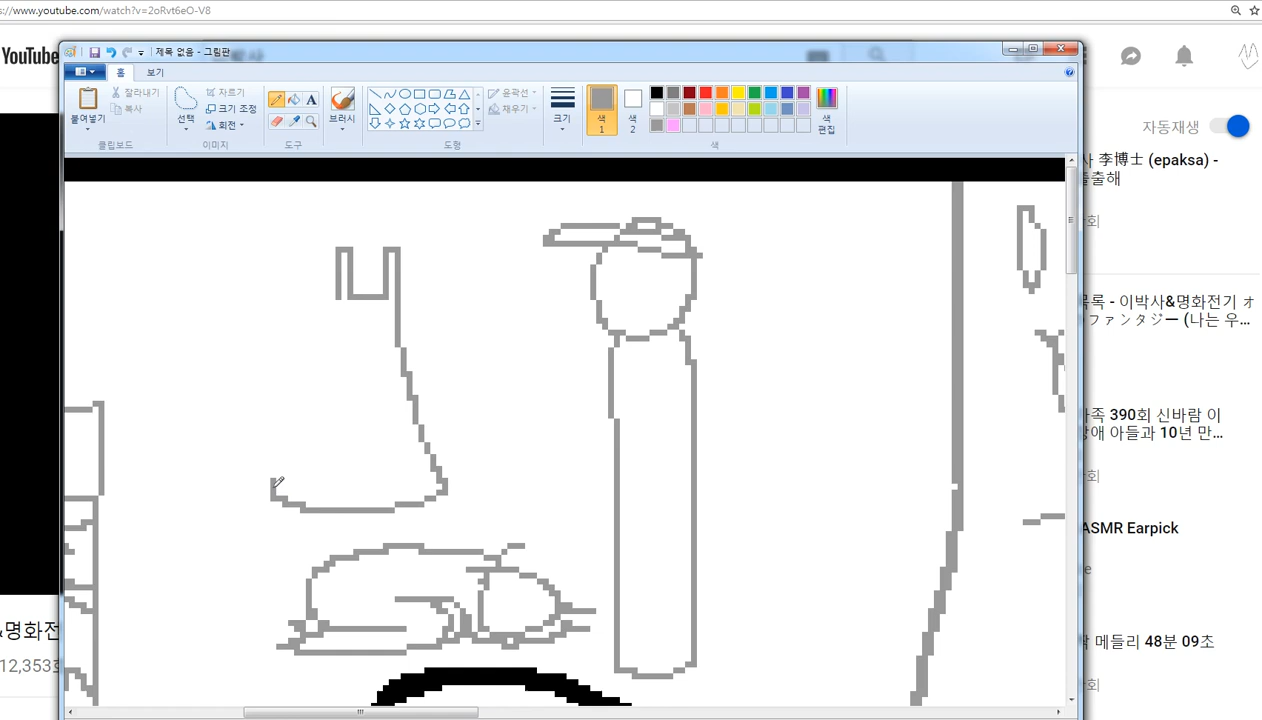 s://www.youtube.com/watch?v=2oRvt6eO-V8
YouTube
제목 없음 - 그림판
홈 보기
붙여넣기
잘라내기
복사
클립보드
선택
자르기
크기 조정
회전
이미지
도구
브러시
윤곽선
채우기
도형
크기
색 1
색 2
색 편집
색
자동재생
사 李博士 (epaksa) -
출해
회
목록 - 이박사&명화전기 オ
ファンタジー (나는 우...
가족 390회 신바람 이
아들과 10년 만...
회
ASMR Earpick
메들리 48분 09초
회
&명화전
12,353회